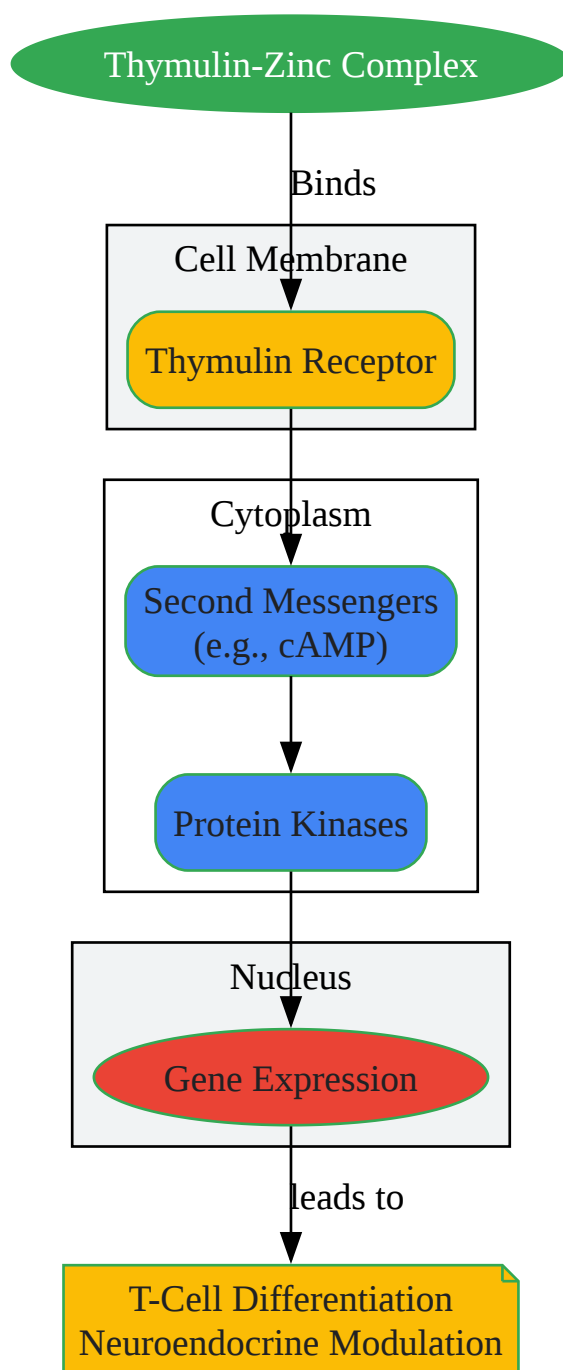 Thymulin-Zinc Complex
Binds
Cell Membrane
Thymulin Receptor
Cytoplasm
Second Messengers
(e.g., cAMP)
Protein Kinases
Nucleus
Gene Expression
leads to
T-Cell Differentiation
Neuroendocrine Modulation